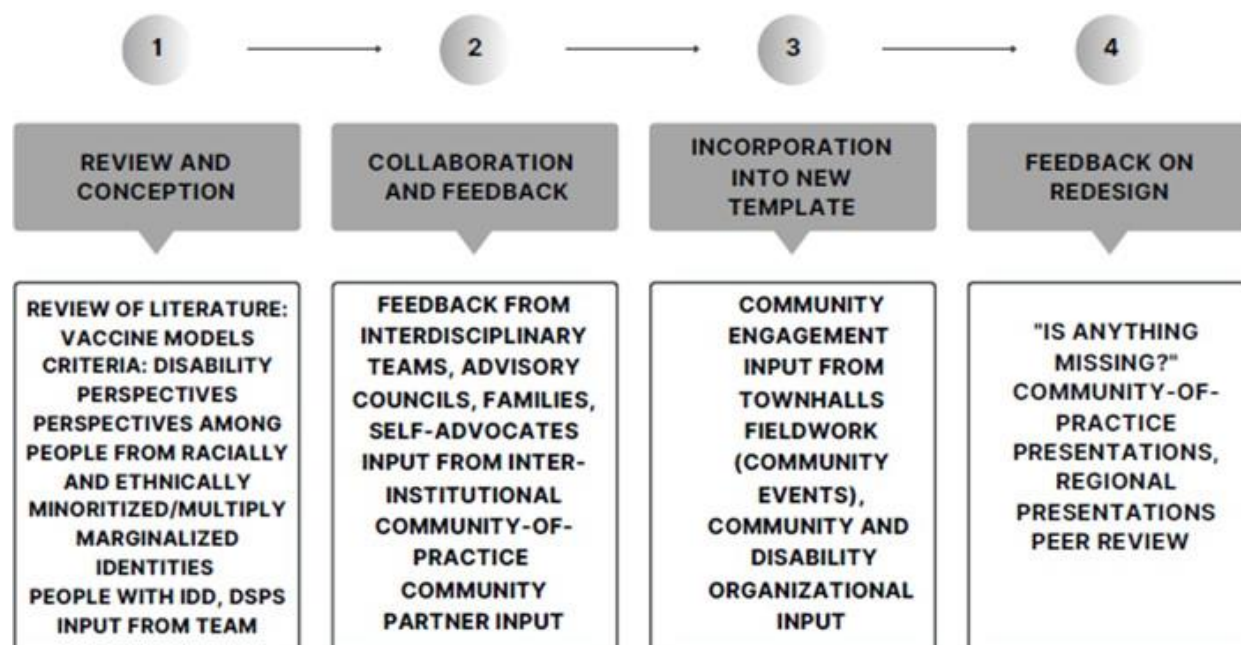 1
2
3
4
REVIEW AND
CONCEPTION
COLLABORATION
AND FEEDBACK
INCORPORATION
INTO NEW
TEMPLATE
FEEDBACK ON
REDESIGN
REVIEW OF LITERATURE:
VACCINE MODELS
CRITERIA: DISABILITY
PERSPECTIVES
PERSPECTIVES AMONG
PEOPLE FROM RACIALLY
AND ETHNICALLY
MINORITIZED/MULTIPLY
MARGINALIZED
IDENTITIES
PEOPLE WITH IDD, DSPS
INPUT FROM TEAM
FEEDBACK FROM
INTERDISCIPLINARY
TEAMS, ADVISORY
COUNCILS, FAMILIES,
SELF-ADVOCATES
INPUT FROM INTER-
INSTITUTIONAL
COMMUNITY-OF-
PRACTICE
COMMUNITY
PARTNER INPUT
COMMUNITY
ENGAGEMENT
INPUT FROM
TOWNHALLS
FIELDWORK
(COMMUNITY
EVENTS),
COMMUNITY AND
DISABILITY
ORGANIZATIONAL
INPUT
"IS ANYTHING
MISSING?"
COMMUNITY-OF-
PRACTICE
PRESENTATIONS,
REGIONAL
PRESENTATIONS
PEER REVIEW